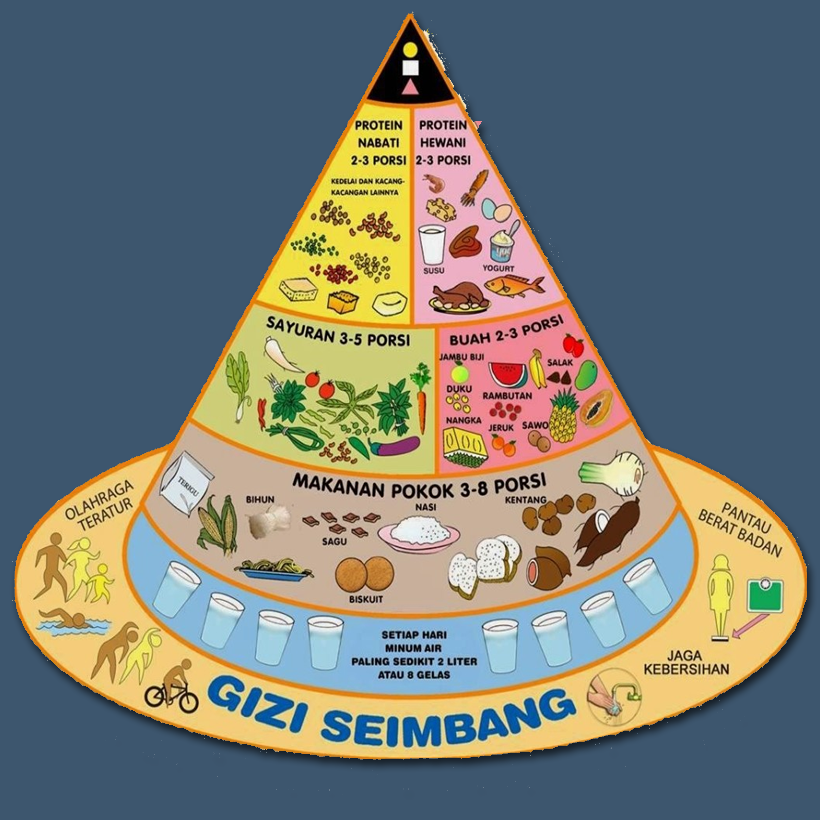 PROTEIN
NABATI
2-3 PORSI
KEDELAI DAN KACANG-
KACANGAN LAINNYA
PROTEIN
HEWANI
2-3 PORSI
SUSU
YOGURT
SAYURAN 3-5 PORSI
BUAH 2-3 PORSI
JAMBU BIJI
SALAK
DUKU
RAMBUTAN
NANGKA
JERUK
SAWO
MAKANAN POKOK 3-8 PORSI
TERIGU
BIHUN
NASI
KENTANG
SAGU
BISKUIT
OLAHRAGA
TERATUR
PANTAU
BERAT BADAN
SETIAP HARI
MINUM AIR
PALING SEDIKIT 2 LITER
ATAU 8 GELAS
JAGA
KEBERSIHAN
GIZI SEIMBANG